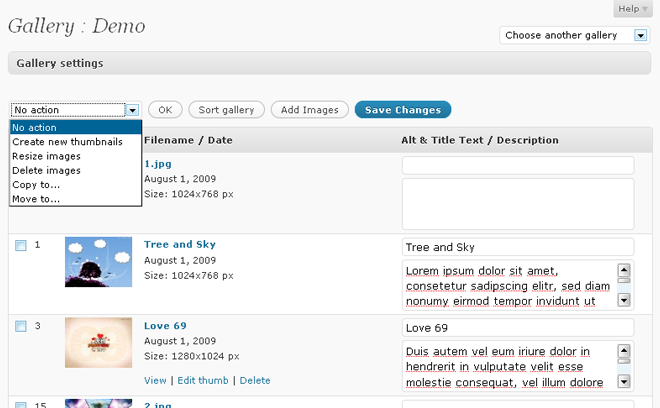 Help
Gallery : Demo
Choose another gallery
Gallery settings
No action
OK
Sort gallery
Add Images
Save Changes
No action
Create new thumbnails
Resize images
Delete images
Copy to...
Move to...
Filename / Date
Alt & Title Text / Description
1.jpg
August 1, 2009
Size: 1024x768 px
1
Tree and Sky
August 1, 2009
Size: 1024x768 px
Tree and Sky
Lorem ipsum dolor sit amet,
consetetur sadipscing elitr, sed diam
nonumy eirmod tempor invidunt ut
3
Love 69
August 1, 2009
Size: 1280x1024 px
View | Edit thumb | Delete
Love 69
Duis autem vel eum iriure dolor in
hendrerit in vulputate velit esse
molestie consequat, vel illum dolore
15
2.jpg